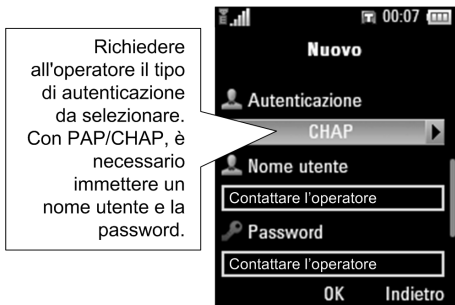 Richiedere
all'operatore il tipo
di autenticazione
da selezionare.
Con PAP/CHAP, è
necessario
immettere un
nome utente e la
password.
00:07
Nuovo
Autenticazione
CHAP
Nome utente
Contattare l'operatore
Password
Contattare l'operatore
OK Indietro